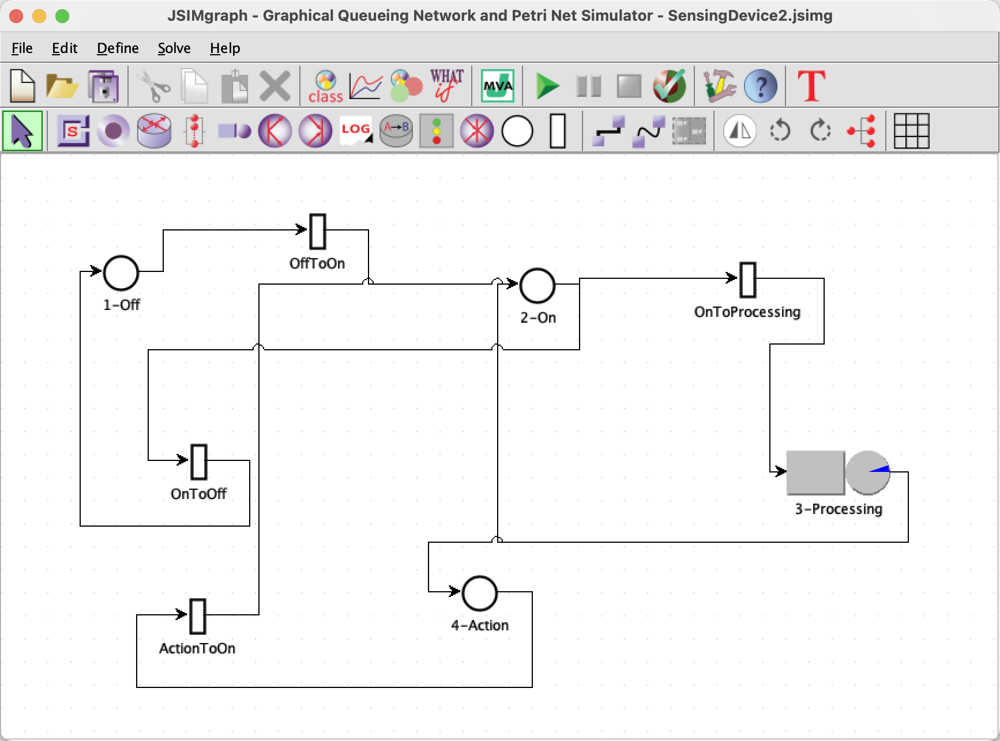 JSIMgraph - Graphical Queueing Network and Petri Net Simulator - SensingDevice2.jsimg
File Edit Define Solve Help
class WHAT if MVA ? T
S LOG A→B
OffToOn
1-Off
2-On
OnToProcessing
OnToOff
3-Processing
4-Action
ActionToOn